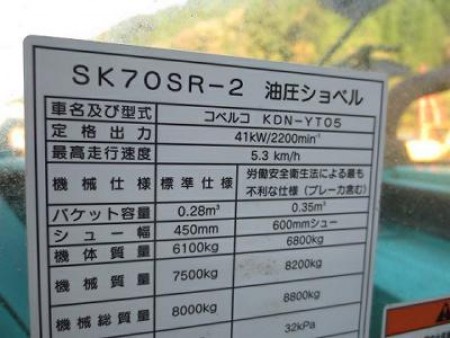 SK70SR-2 油圧ショベル
車名及び型式 コベルコ KDN-YT05
定格出力 41kW/2200min⁻¹
最高走行速度 5.3 km/h
機械仕様 標準仕様 労働安全衛生法による最も
不利な仕様（ブレーカ含む）
バケット容量 0.28m³ 0.35m³
シュー幅 450mm 600mmシュー
機体質量 6100kg 6800kg
機械質量 7500kg 8200kg
機械総質量 8000kg 8800kg
32kPa